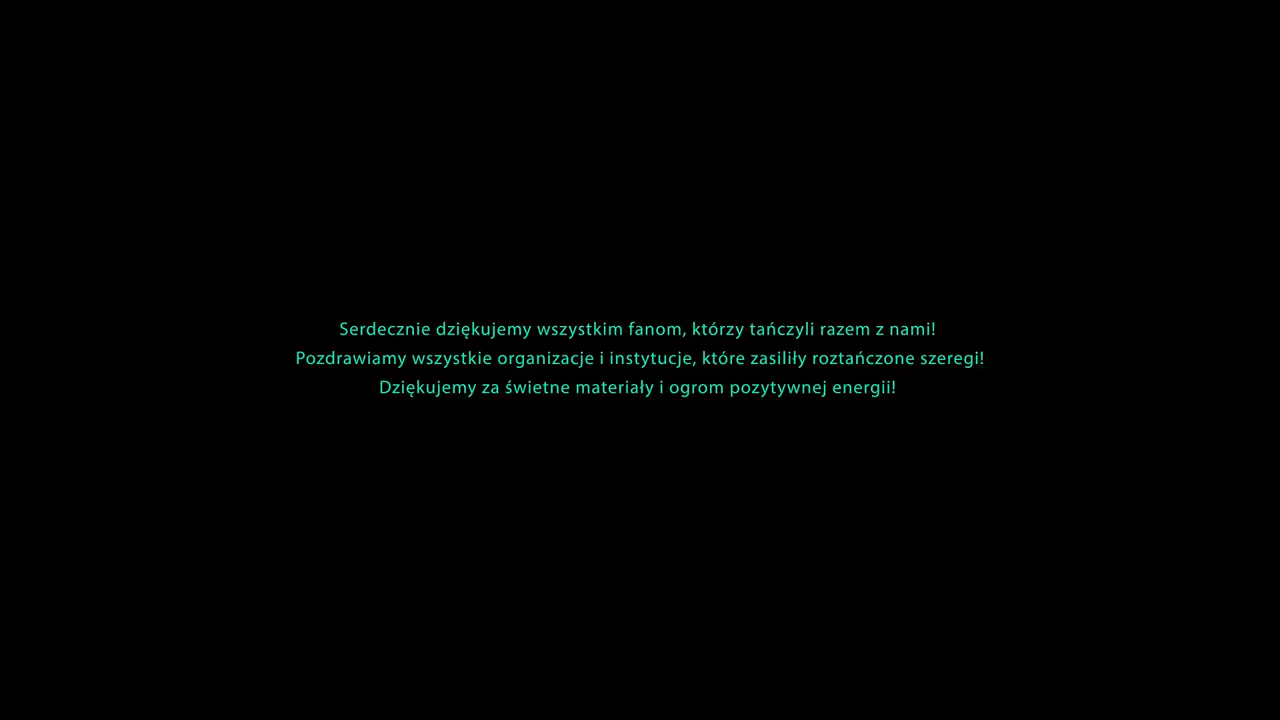 Serdecznie dziękujemy wszystkim fanom, którzy tańczyli razem z nami!
Pozdrawiamy wszystkie organizacje i instytucje, które zasiliły roztańczone szeregi!
Dziękujemy za świetne materiały i ogrom pozytywnej energii!